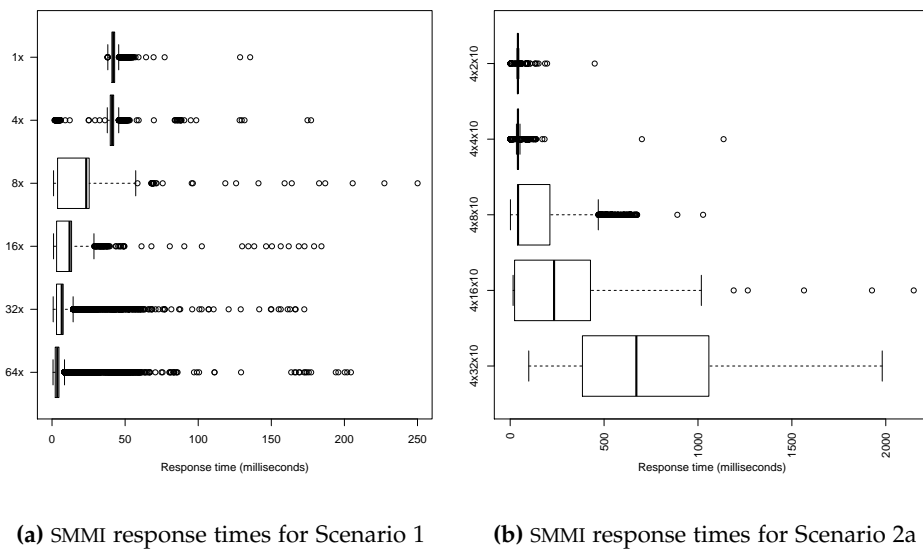 1x
4x
8x
16x
32x
64x
0 50 100 150 200 250
Response time (milliseconds)
(a) SMMI response times for Scenario 1
4x2x10
4x4x10
4x8x10
4x16x10
4x32x10
0 500 1000 1500 2000
Response time (milliseconds)
(b) SMMI response times for Scenario 2a